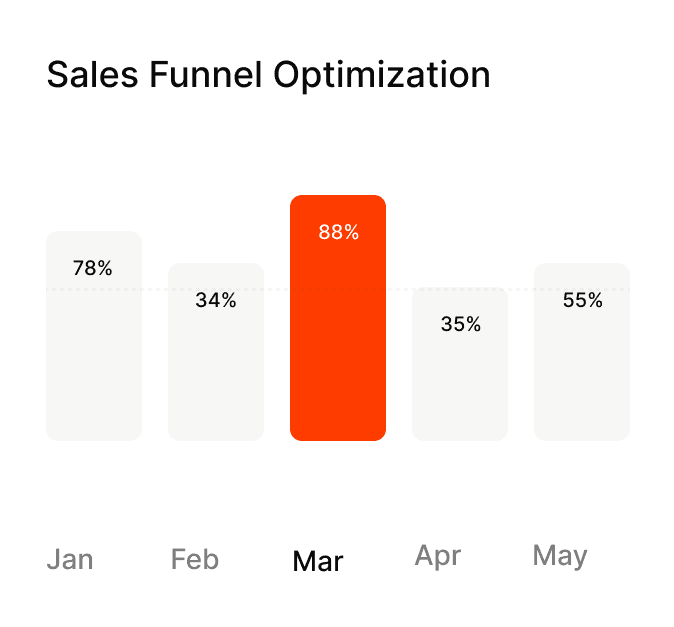 Sales Funnel Optimization
78%
34%
88%
35%
55%
Jan
Feb
Mar
Apr
May